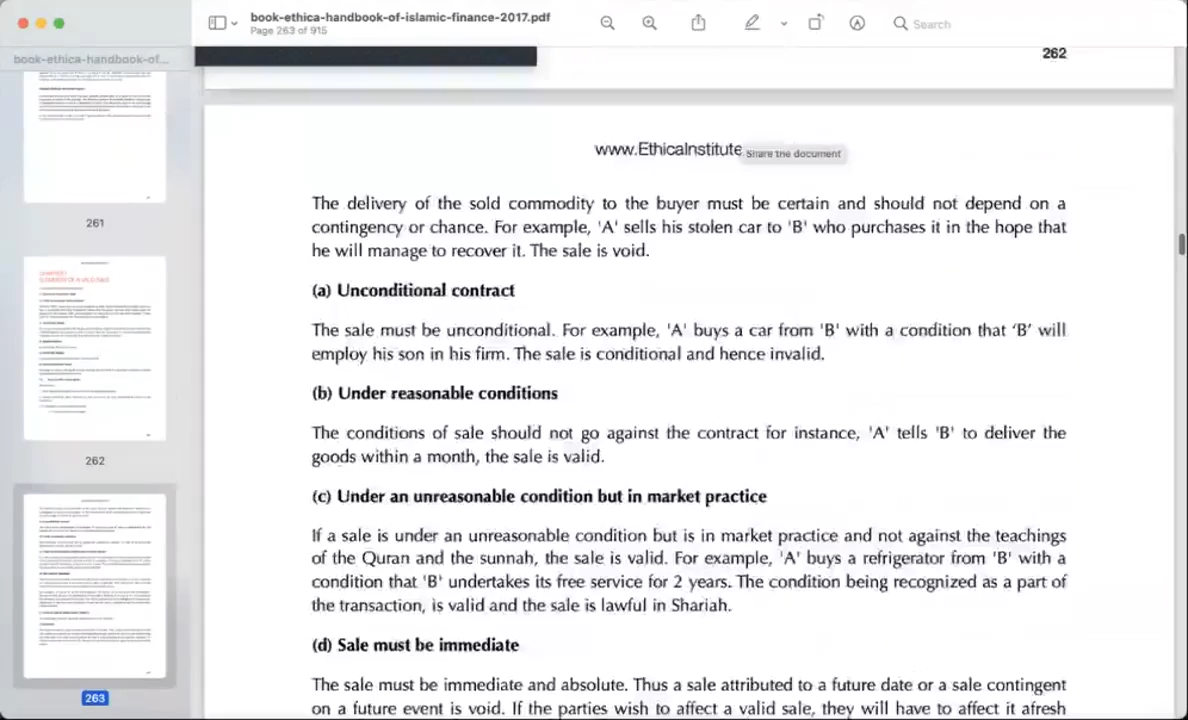 book-ethica-handbook-of-islamic-finance-2017.pdf
Page 263 of 915
Search
book-ethica-handbook-of...
261
262
263
262
www.EthicaInstitute
Share the document
The delivery of the sold commodity to the buyer must be certain and should not depend on a
contingency or chance. For example, 'A' sells his stolen car to 'B' who purchases it in the hope that
he will manage to recover it. The sale is void.
(a) Unconditional contract
The sale must be unconditional. For example, 'A' buys a car from 'B' with a condition that ‘B’ will
employ his son in his firm. The sale is conditional and hence invalid.
(b) Under reasonable conditions
The conditions of sale should not go against the contract for instance, 'A' tells 'B' to deliver the
goods within a month, the sale is valid.
(c) Under an unreasonable condition but in market practice
If a sale is under an unreasonable condition but is in market practice and not against the teachings
of the Quran and the sunnah, the sale is valid. For example, 'A' buys a refrigerator from 'B' with a
condition that 'B' undertakes its free service for 2 years. The condition being recognized as a part of
the transaction, is valid and the sale is lawful in Shariah.
(d) Sale must be immediate
The sale must be immediate and absolute. Thus a sale attributed to a future date or a sale contingent
on a future event is void. If the parties wish to affect a valid sale, they will have to affect it afresh